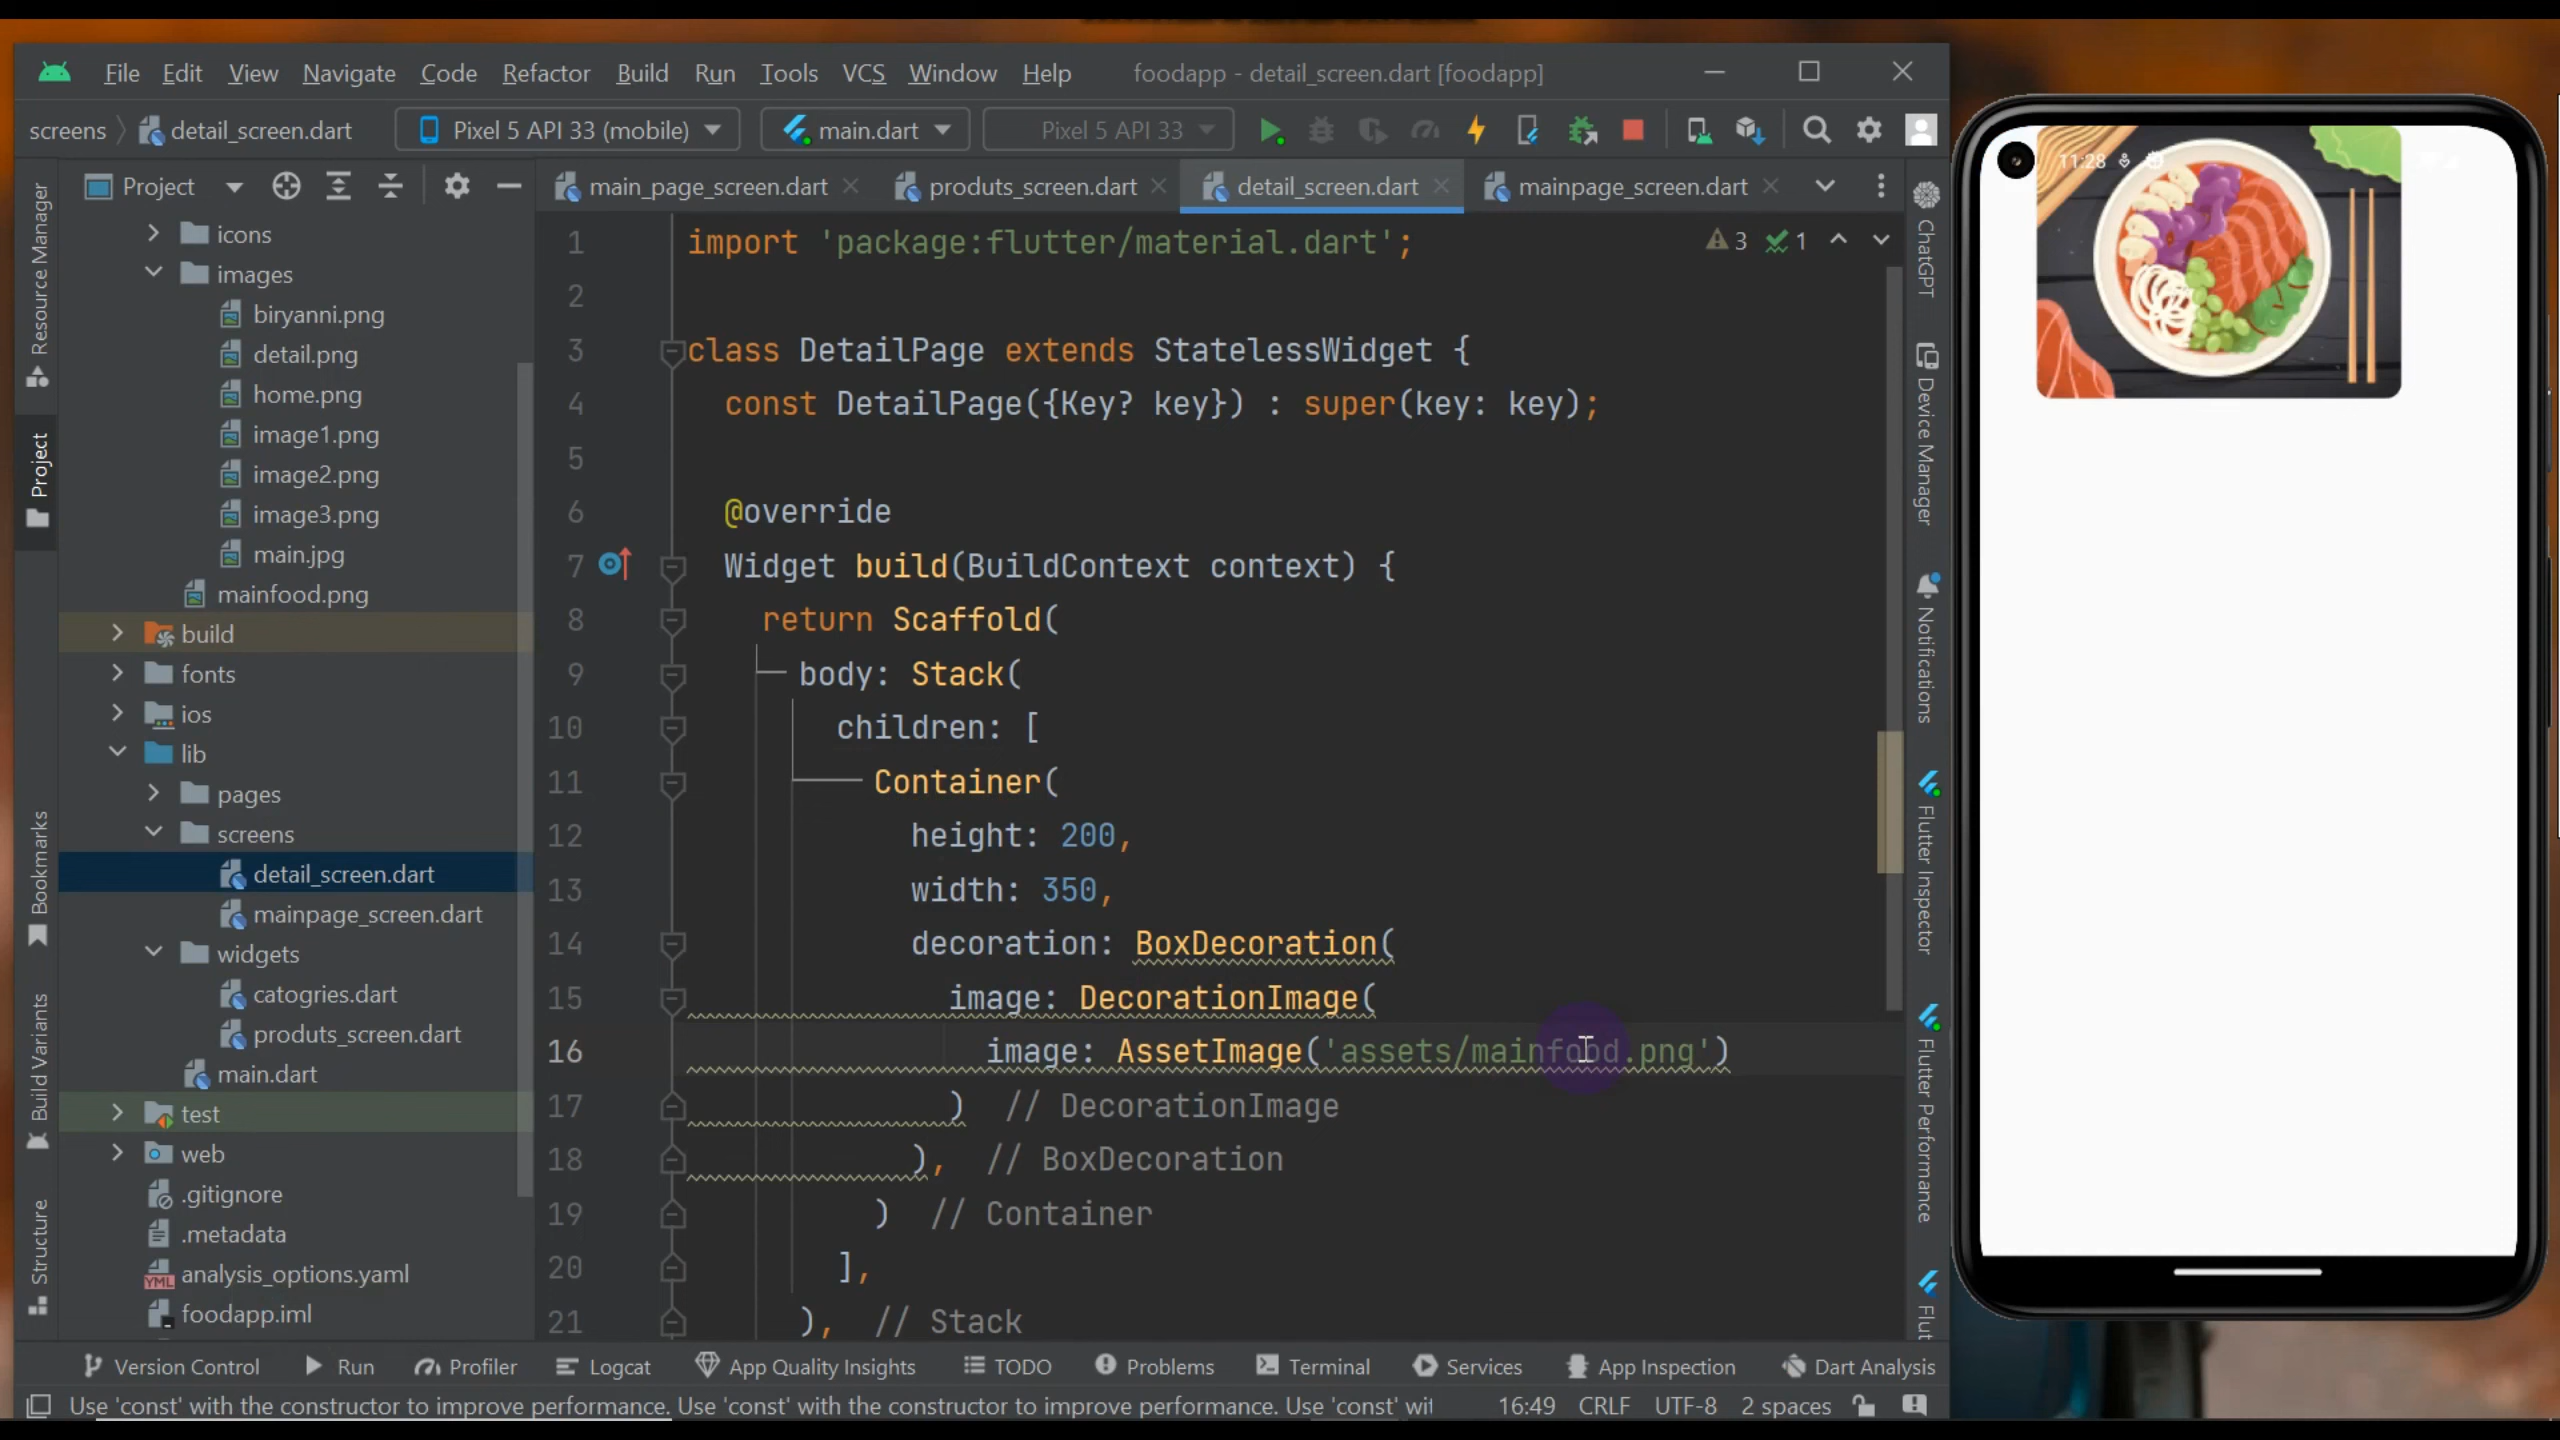 File Edit View Navigate Code Refactor Build Run Tools VCS Window Help foodapp - detail_screen.dart [foodapp]
screens detail_screen.dart Pixel 5 API 33 (mobile) main.dart Pixel 5 API 33
Project
main_page_screen.dart produts_screen.dart detail_screen.dart mainpage_screen.dart
Resource Manager
Project
Bookmarks
Build Variants
Structure
icons
images
biryanni.png
detail.png
home.png
image1.png
image2.png
image3.png
main.jpg
mainfood.png
build
fonts
ios
lib
pages
screens
detail_screen.dart
mainpage_screen.dart
widgets
catogries.dart
produts_screen.dart
main.dart
test
web
.gitignore
.metadata
analysis_options.yaml
foodapp.iml
1 import 'package:flutter/material.dart';
2
3 class DetailPage extends StatelessWidget {
4 const DetailPage({Key? key}) : super(key: key);
5
6 @override
7 Widget build(BuildContext context) {
8 return Scaffold(
9 body: Stack(
10 children: [
11 Container(
12 height: 200,
13 width: 350,
14 decoration: BoxDecoration(
15 image: DecorationImage(
16 image: AssetImage('assets/mainfood.png')
17 ) // DecorationImage
18 ), // BoxDecoration
19 ) // Container
20 ],
21 ), // Stack
3 1
ChatGPT
Device Manager
Notifications
Flutter Inspector
Flutter Performance
Flut
11:28
Version Control Run Profiler Logcat App Quality Insights TODO Problems Terminal Services App Inspection Dart Analysis
Use 'const' with the constructor to improve performance. Use 'const' with the constructor to improve performance. Use 'const' wit 16:49 CRLF UTF-8 2 spaces